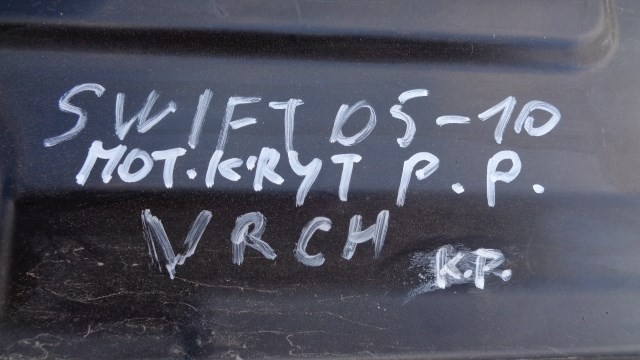 SWIFT 05-10
MOT.KRYT P.P.
VRCH K.P.